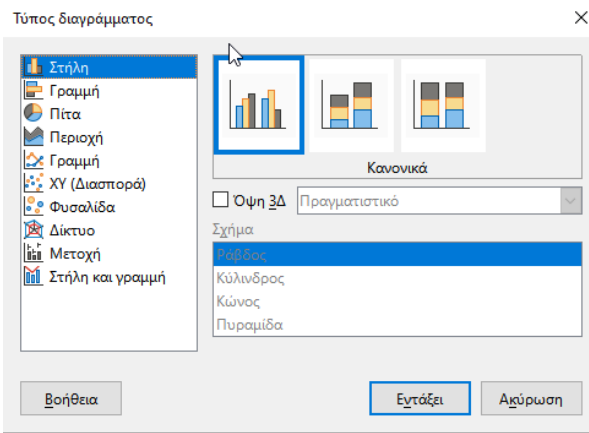 Τύπος διαγράμματος
Στήλη
Γραμμή
Πίτα
Περιοχή
Γραμμή
XY (Διασπορά)
Φυσαλίδα
Δίκτυο
Μετοχή
Στήλη και γραμμή
Κανονικά
Όψη 3Δ
Πραγματιστικό
Σχήμα
Ράβδος
Κύλινδρος
Κώνος
Πυραμίδα
Βοήθεια
Εντάξει
Ακύρωση